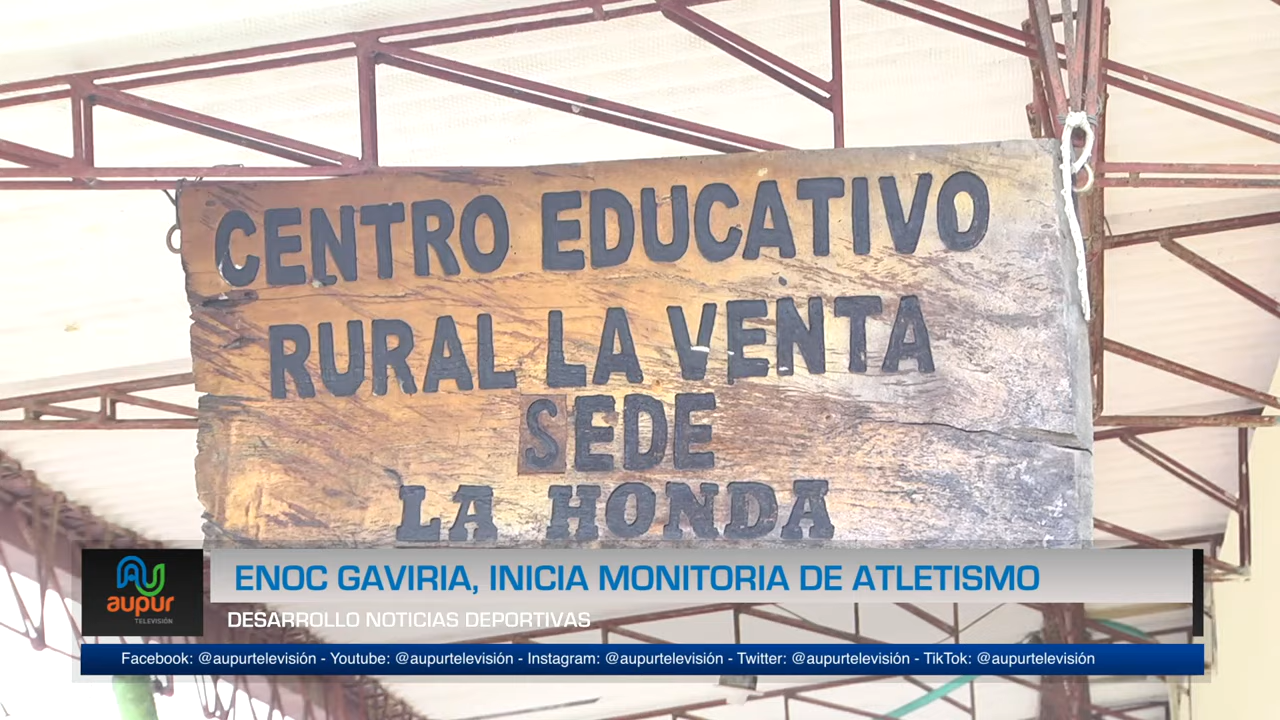 CENTRO EDUCATIVO
RURAL LA VENTA
SEDE
LA HONDA
aupur
TELEVISIÓN
ENOC GAVIRIA, INICIA MONITORIA DE ATLETISMO
DESARROLLO NOTICIAS DEPORTIVAS
Facebook: @aupurtelevisión - Youtube: @aupurtelevisión - Instagram: @aupurtelevisión - Twitter: @aupurtelevisión - TikTok: @aupurtelevisión